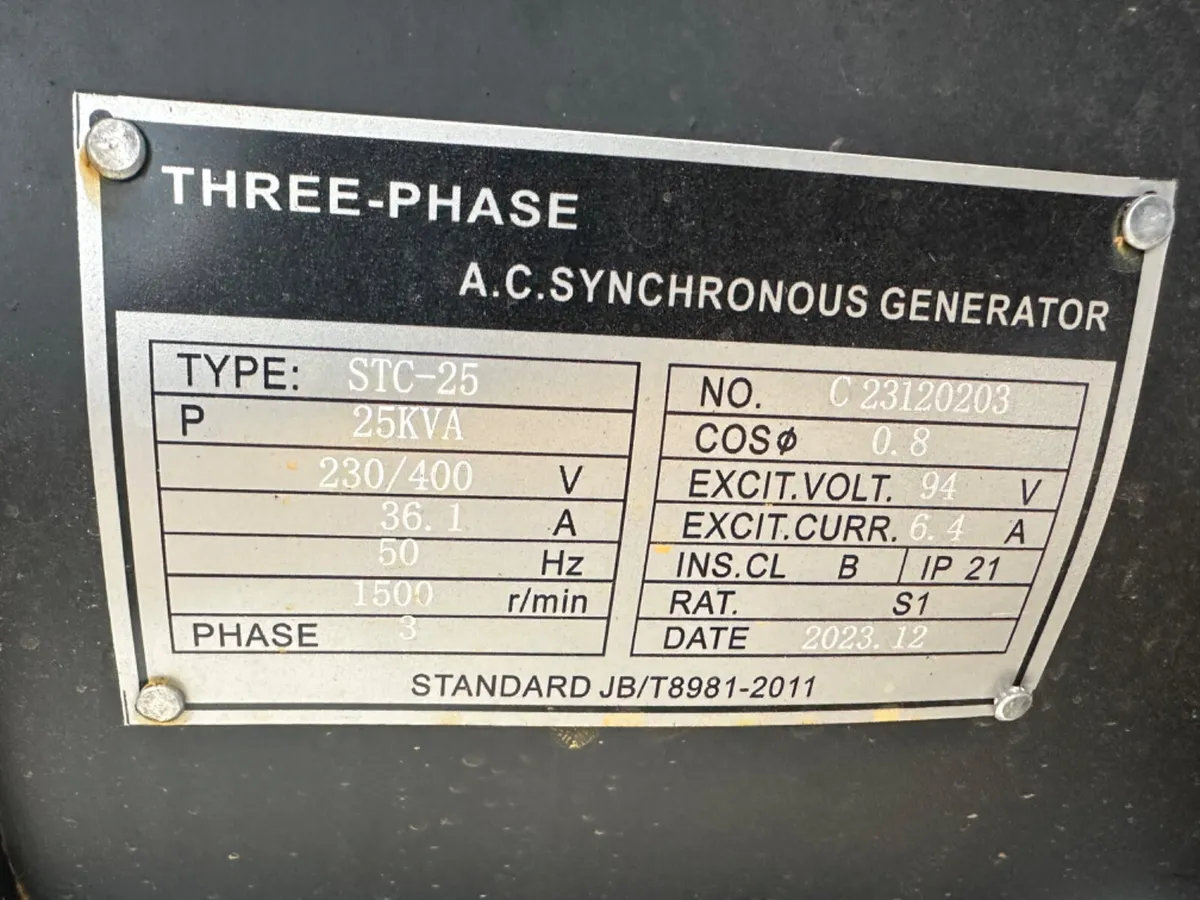 THREE-PHASE
A.C.SYNCHRONOUS GENERATOR
TYPE: STC-25
P 25KVA
230/400 V
36.1 A
50 Hz
1500 r/min
PHASE 3
NO. C 23120203
COSφ 0.8
EXCIT.VOLT. 94 V
EXCIT.CURR. 6.4 A
INS.CL B IP 21
RAT. S1
DATE 2023.12
STANDARD JB/T8981-2011